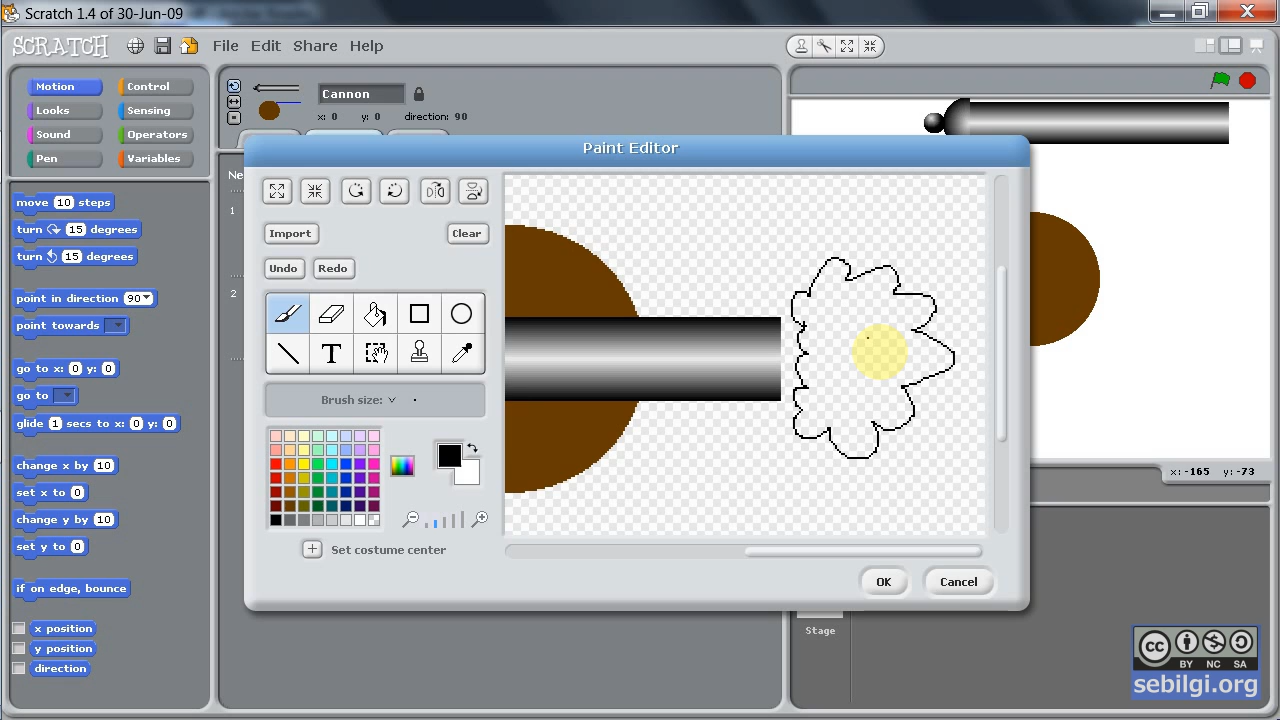 Scratch 1.4 of 30-Jun-09
SCRATCH File Edit Share Help
Motion Control
Looks Sensing
Sound Operators
Pen Variables
Cannon
x: 0 y: 0 direction: 90
Paint Editor
Ne
1
2
Import Clear
Undo Redo
T
Brush size:
Set costume center
OK Cancel
move 10 steps
turn 15 degrees
turn 15 degrees
point in direction 90
point towards
go to x: 0 y: 0
go to
glide 1 secs to x: 0 y: 0
change x by 10
set x to 0
change y by 10
set y to 0
if on edge, bounce
x position
y position
direction
x: -165 y: -73
Stage
cc BY NC SA
sebilgi.org